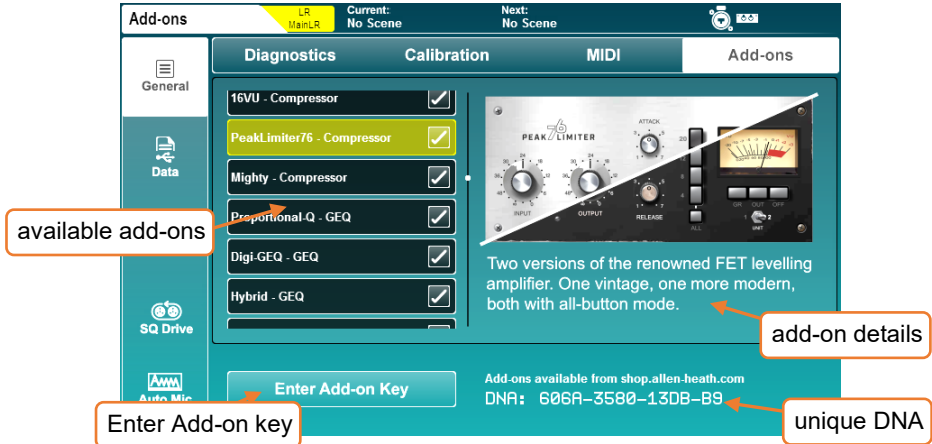 Add-ons
LR
MainLR
Current:
No Scene
Next:
No Scene
General
Diagnostics
Calibration
MIDI
Add-ons
16VU - Compressor
PeakLimiter76 - Compressor
Mighty - Compressor
Proportional-Q - GEQ
Digi-GEQ - GEQ
Hybrid - GEQ
PEAK 76 LIMITER
ATTACK
INPUT
OUTPUT
RELEASE
ALL
GR OUT OFF
1 2
UNIT
Data
available add-ons
Two versions of the renowned FET levelling
amplifier. One vintage, one more modern,
both with all-button mode.
add-on details
SQ Drive
Auto Mic
Enter Add-on Key
Enter Add-on key
Add-ons available from shop.allen-heath.com
DNA: 606A-3580-13DB-B9
unique DNA